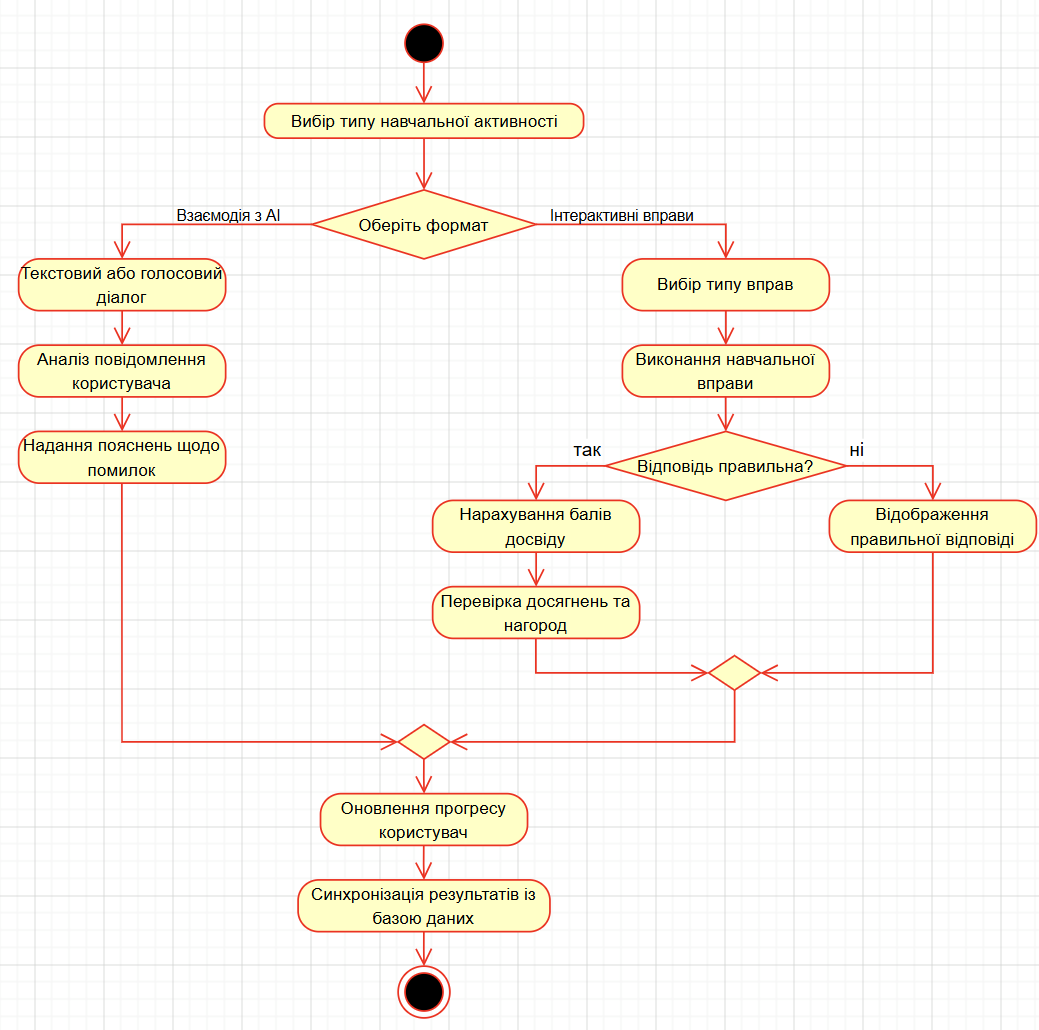 Вибір типу навчальної активності
Взаємодія з AI
Оберіть формат
Інтерактивні вправи
Текстовий або голосовий
діалог
Вибір типу вправ
Аналіз повідомлення
користувача
Виконання навчальної
вправи
Надання пояснень щодо
помилок
так
Відповідь правильна?
ні
Нарахування балів
досвіду
Відображення
правильної відповіді
Перевірка досягнень та
нагород
Оновлення прогресу
користувач
Синхронізація результатів із
базою даних